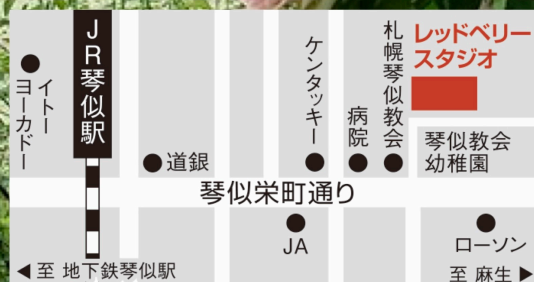 JR琴似駅
イトーヨーカドー
道銀
ケンタッキー
病院
札幌琴似教会
レッドベリー
スタジオ
琴似教会
幼稚園
琴似栄町通り
JA
ローソン
◀至 地下鉄琴似駅
至 麻生▶